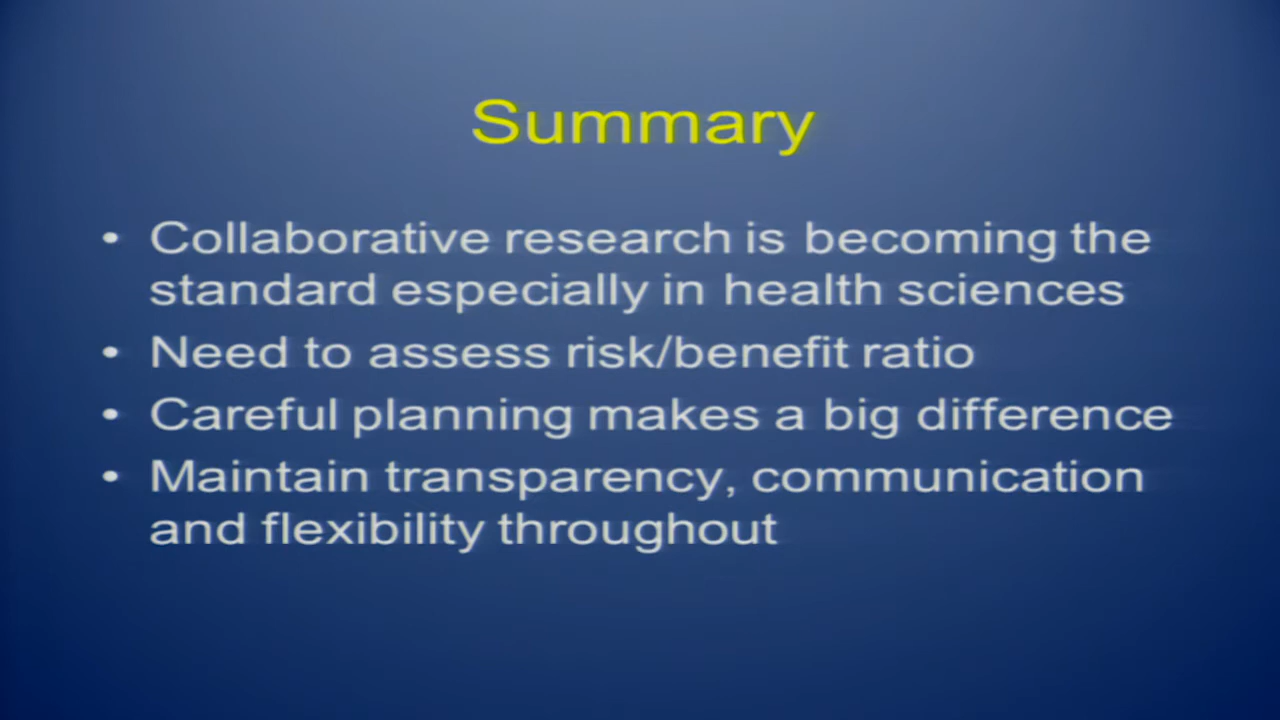 Summary
• Collaborative research is becoming the
standard especially in health sciences
• Need to assess risk/benefit ratio
• Careful planning makes a big difference
• Maintain transparency, communication
and flexibility throughout